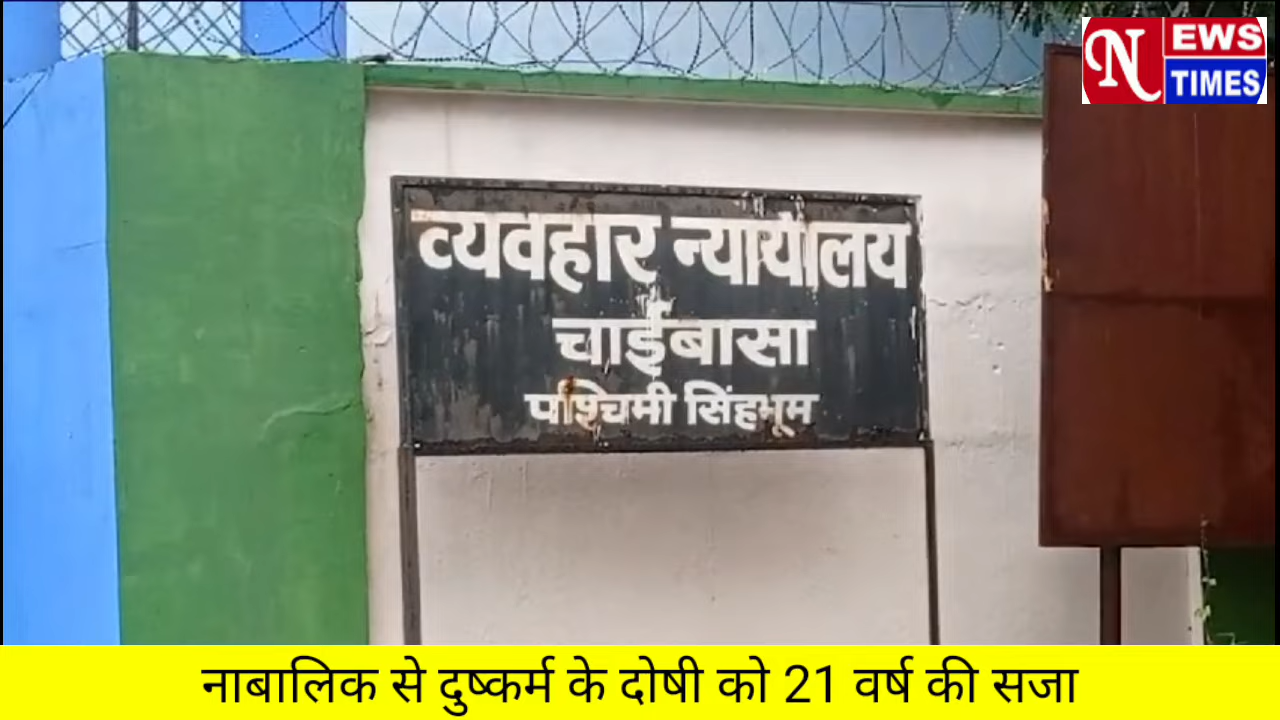 NEWS
TIMES
व्यवहार न्यायालय
चाईबासा
पश्चिमी सिंहभूम
नाबालिक से दुष्कर्म के दोषी को 21 वर्ष की सजा